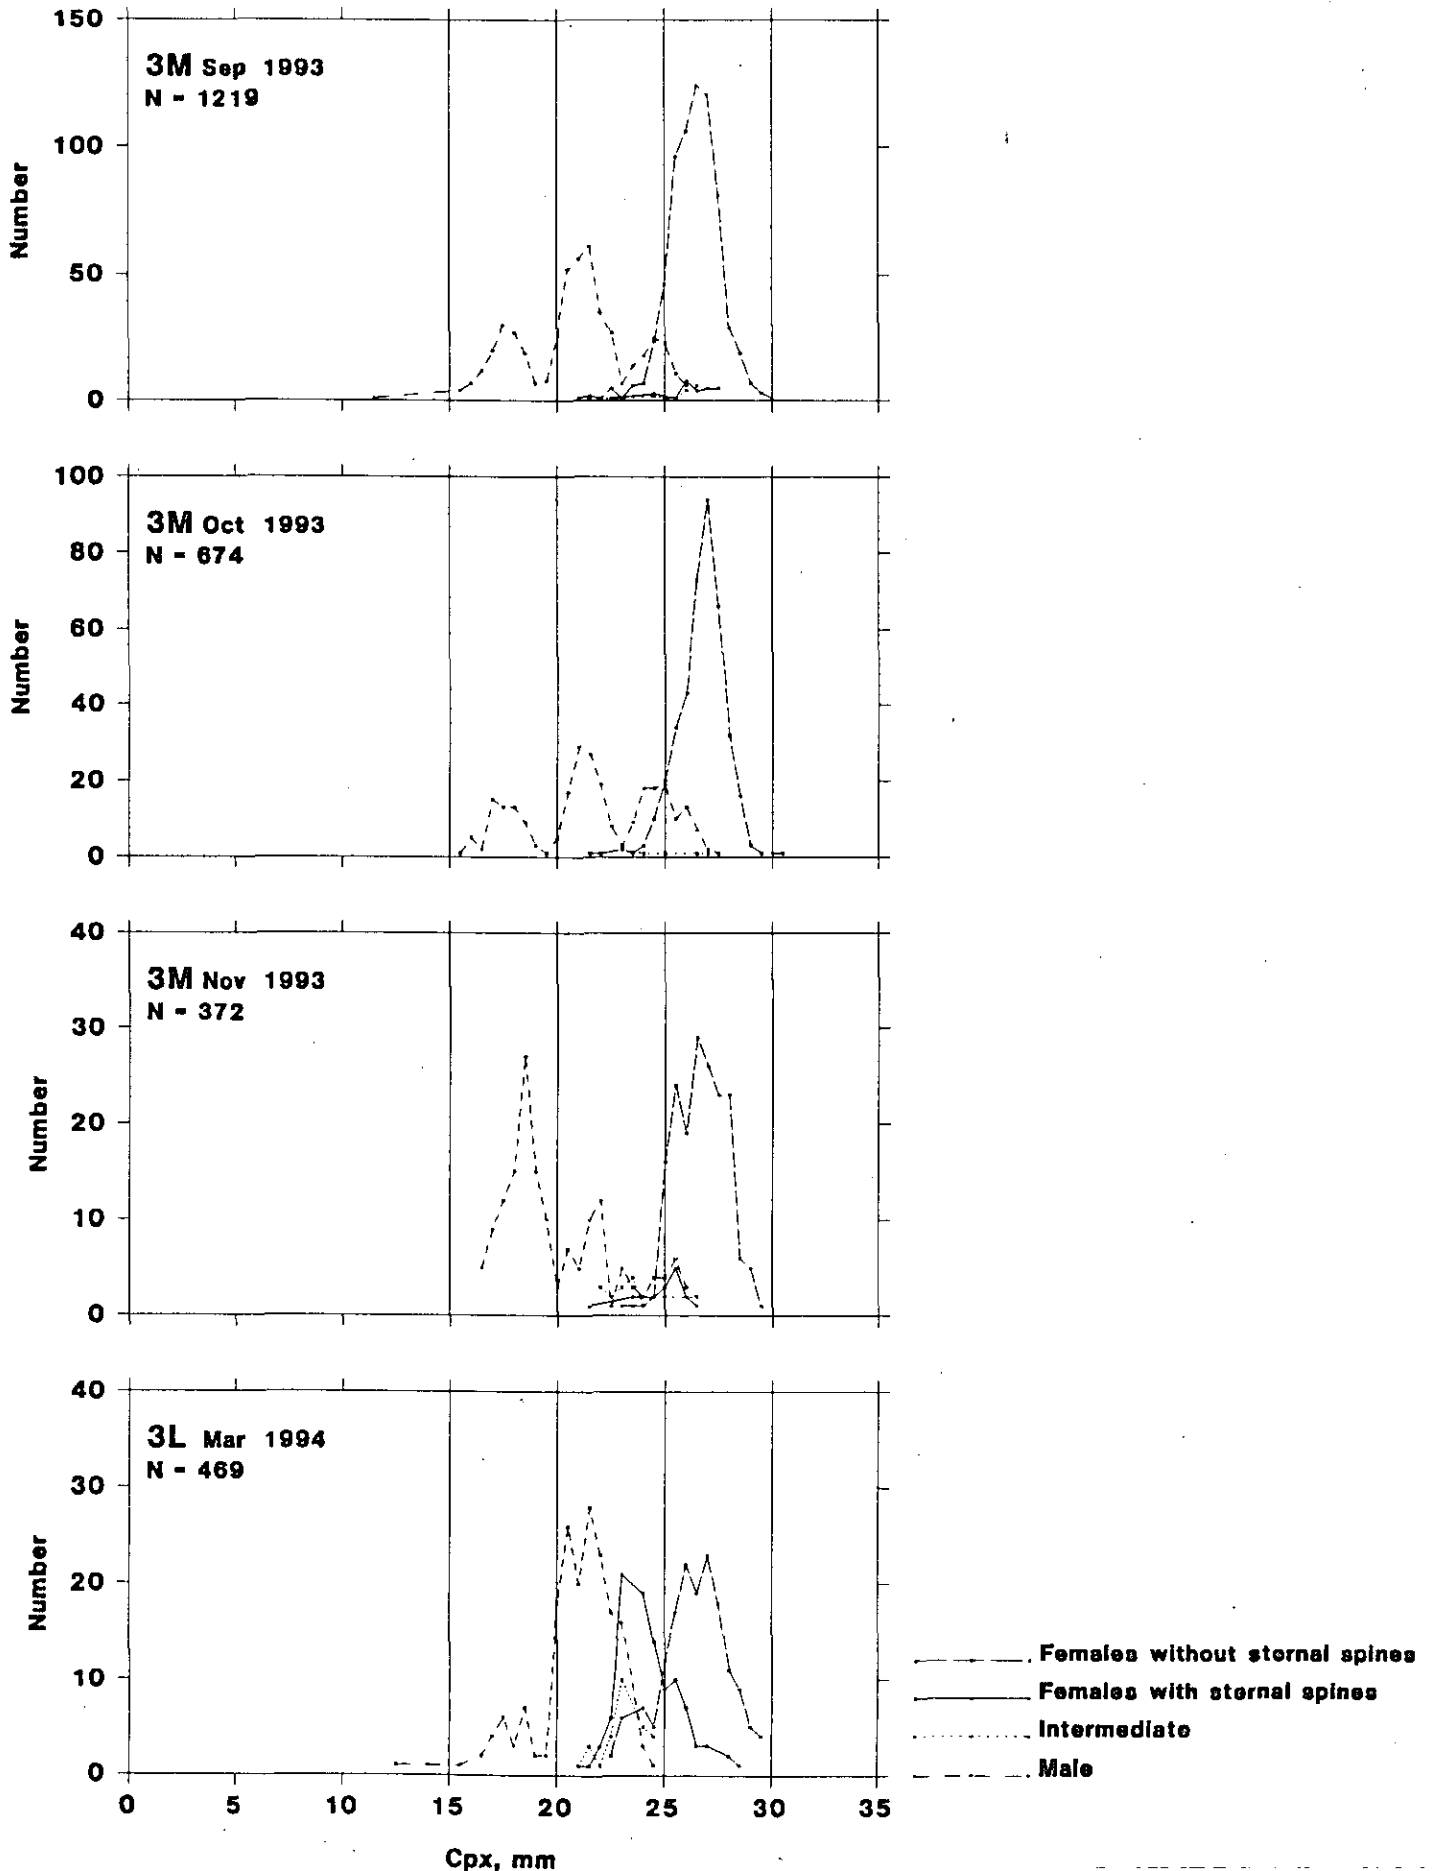 150
3M Sep 1993
N - 1219
100
Number
50
0
100
3M Oct 1993
N - 674
80
60
Number
40
20
0
40
3M Nov 1993
N - 372
30
20
Number
10
0
40
3L Mar 1994
N - 469
30
20
Number
10
0
0 5 10 15 20 25 30 35
Cpx, mm
Females without sternal spines
Females with sternal spines
Intermediate
Male